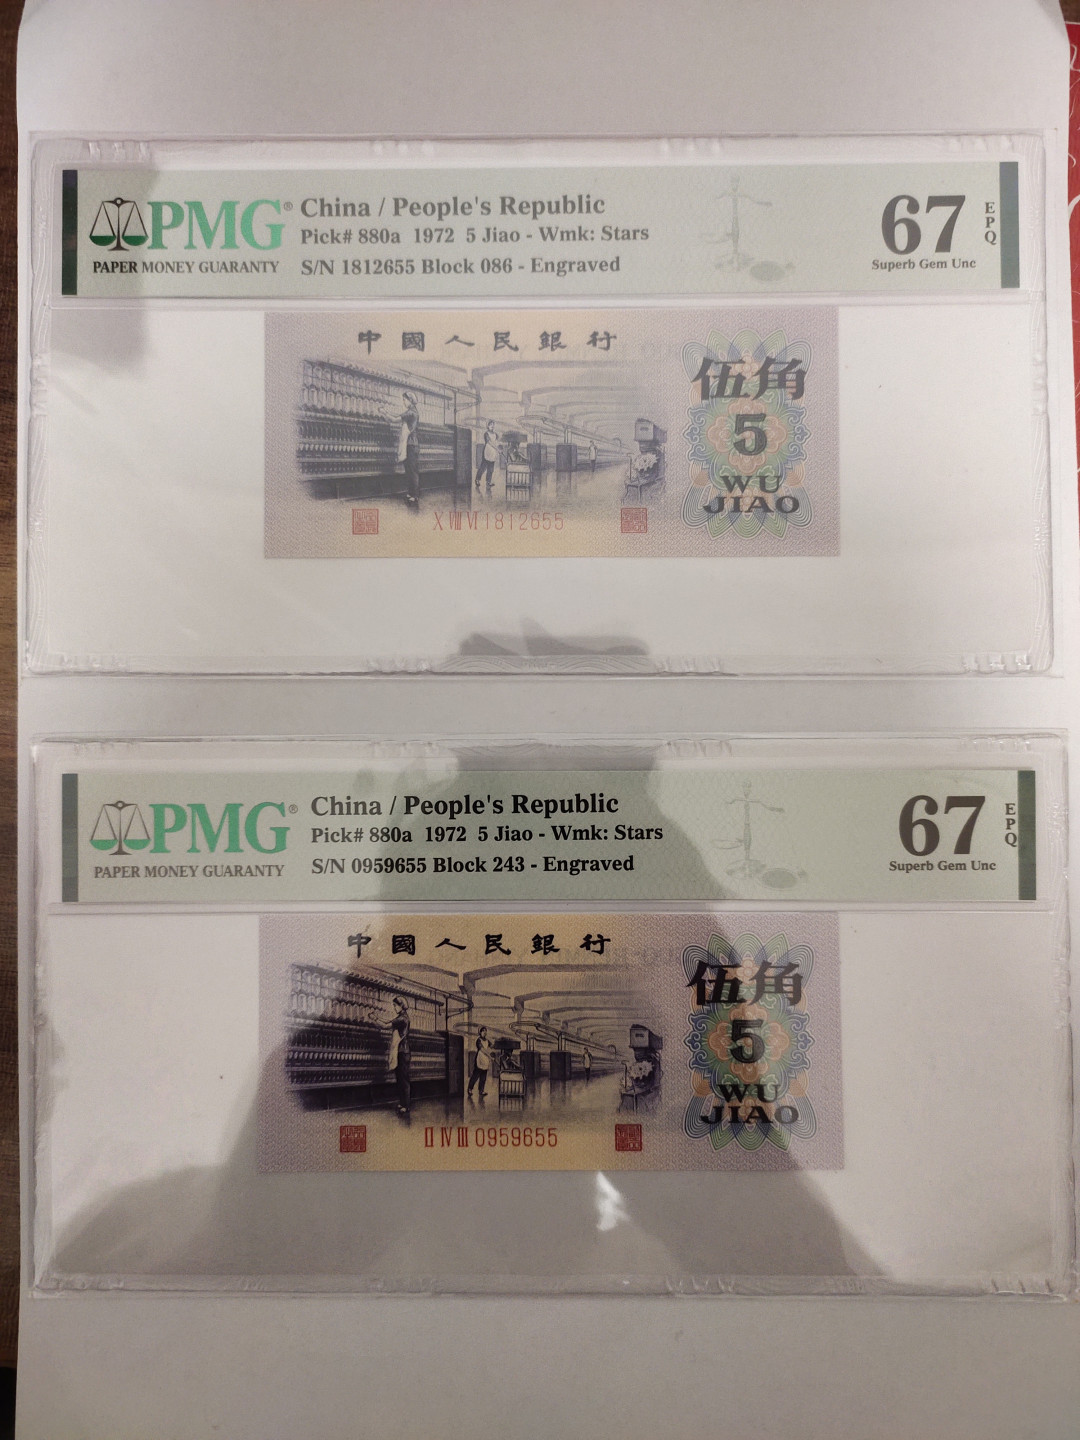 PMG® China / People's Republic
Pick# 880a 1972 5 Jiao - Wmk: Stars
PAPER MONEY GUARANTY S/N 1812655 Block 086 - Engraved
67 EPQ
Superb Gem Unc
中國人民銀行
伍角
5
WU
JIAO
X VIII VI 1812655
PMG® China / People's Republic
Pick# 880a 1972 5 Jiao - Wmk: Stars
PAPER MONEY GUARANTY S/N 0959655 Block 243 - Engraved
67 EPQ
Superb Gem Unc
中國人民銀行
伍角
5
WU
JIAO
II IV III 0959655